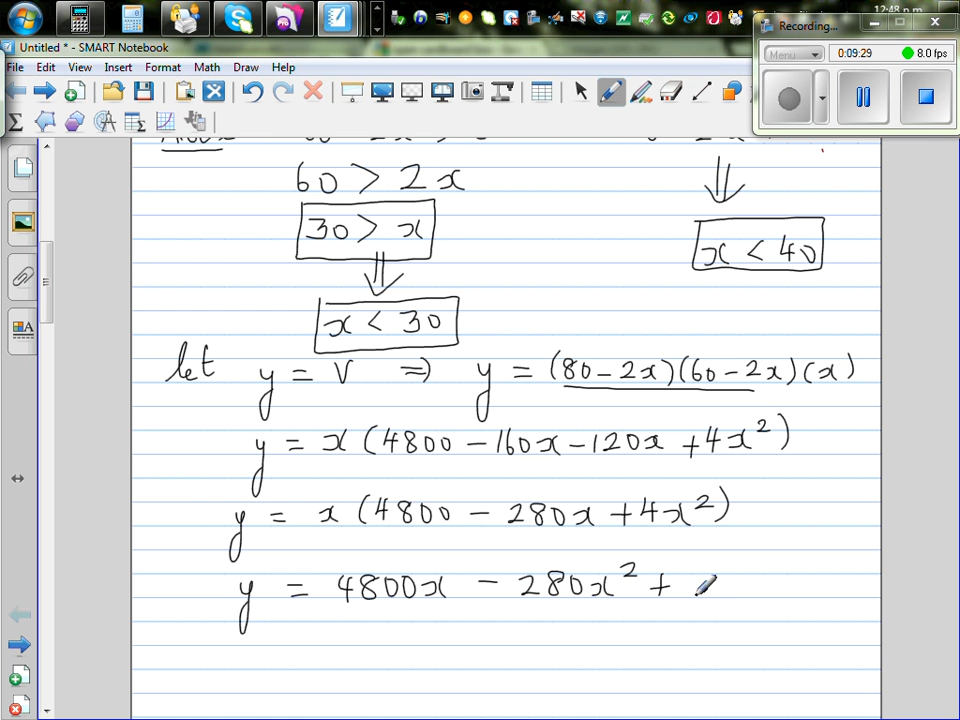 12:48 p.m.
Recording...
Untitled * - SMART Notebook
Menu 0:09:29 8.0 fps
File Edit View Insert Format Math Draw Help
60 > 2x
30 > x
x < 40
x < 30
let y = V ⇒ y = (80 - 2x)(60 - 2x)(x)
y = x(4800 - 160x - 120x + 4x²)
y = x(4800 - 280x + 4x²)
y = 4800x - 280x² +